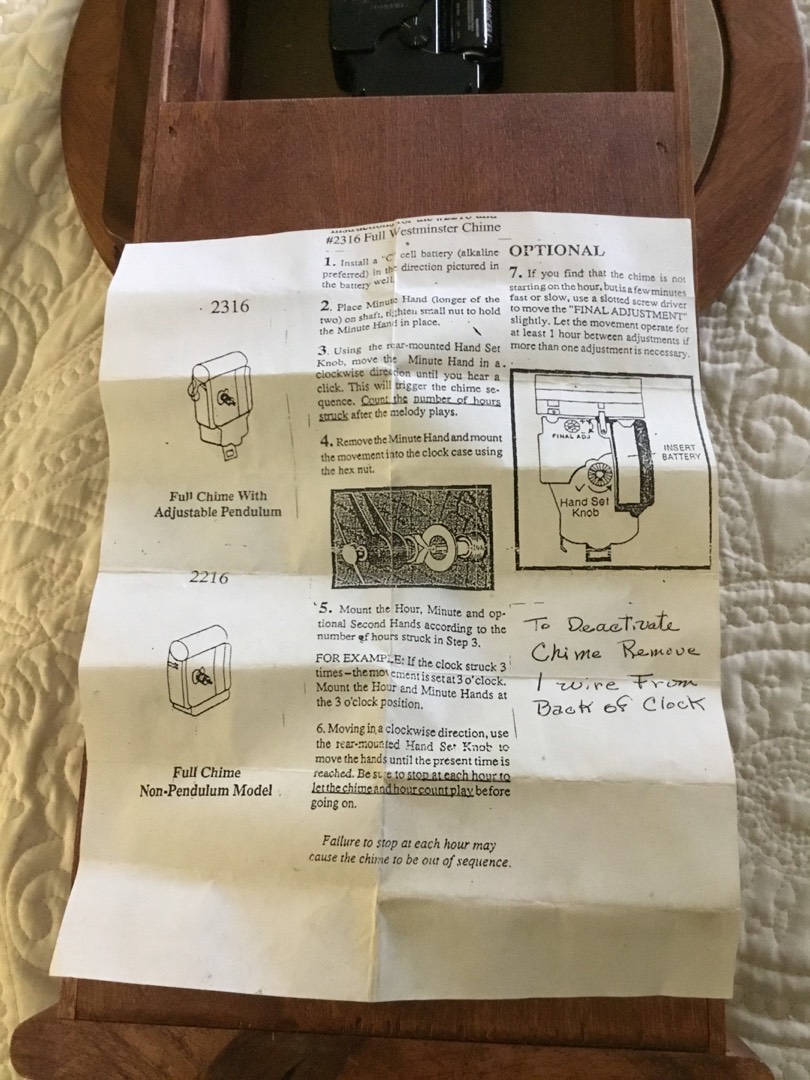 2316
Full Chime With
Adjustable Pendulum
2216
Full Chime
Non-Pendulum Model
Instructions for the #2216 and
#2316 Full Westminster Chime
1. Install a "C" cell battery (alkaline
preferred) in the direction pictured in
the battery well.
2. Place Minute Hand (longer of the
two) on shaft, tighten small nut to hold
the Minute Hand in place.
3. Using the rear-mounted Hand Set
Knob, move the Minute Hand in a
clockwise direction until you hear a
click. This will trigger the chime se-
quence. Count the number of hours
struck after the melody plays.
4. Remove the Minute Hand and mount
the movement into the clock case using
the hex nut.
5. Mount the Hour, Minute and op-
tional Second Hands according to the
number of hours struck in Step 3.
FOR EXAMPLE: If the clock struck 3
times – the movement is set at 3 o'clock.
Mount the Hour and Minute Hands at
the 3 o'clock position.
6. Moving in a clockwise direction, use
the rear-mounted Hand Set Knob to
move the hands until the present time is
reached. Be sure to stop at each hour to
let the chime and hour count play before
going on.
Failure to stop at each hour may
cause the chime to be out of sequence.
OPTIONAL
7. If you find that the chime is not
starting on the hour, but is a few minutes
fast or slow, use a slotted screw driver
to move the "FINAL ADJUSTMENT"
slightly. Let the movement operate for
at least 1 hour between adjustments if
more than one adjustment is necessary.
FINAL ADJ
INSERT
BATTERY
Hand Set
Knob
To Deactivate
Chime Remove
1 wire From
Back of Clock